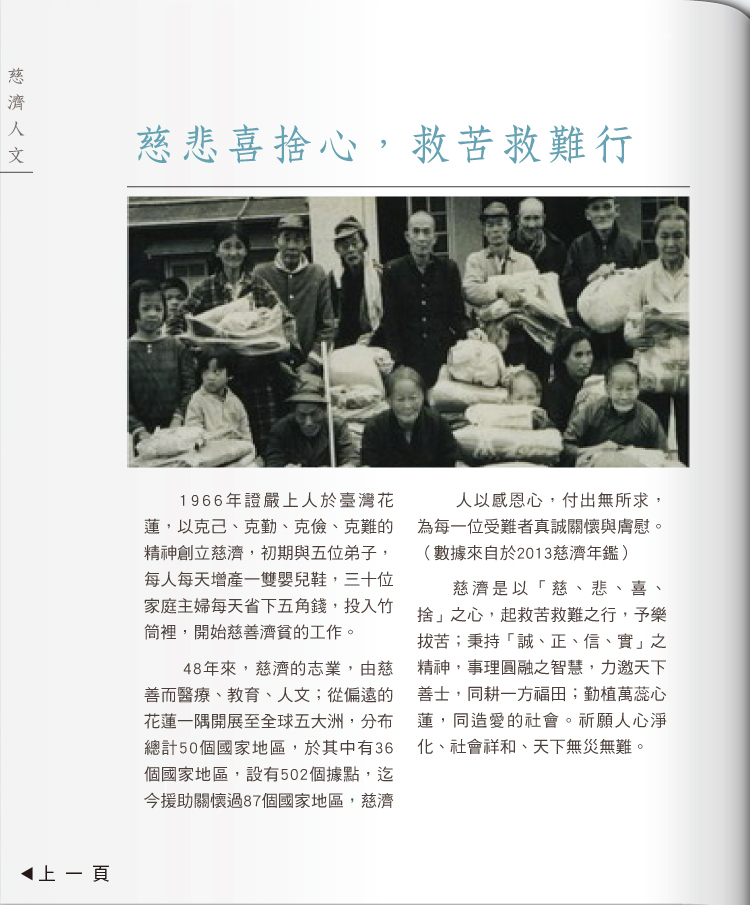 慈濟人文
慈悲喜捨心，救苦救難行
1966年證嚴上人於臺灣花
蓮，以克己、克勤、克儉、克難的
精神創立慈濟，初期與五位弟子，
每人每天增產一雙嬰兒鞋，三十位
家庭主婦每天省下五角錢，投入竹
筒裡，開始慈善濟貧的工作。
48年來，慈濟的志業，由慈
善而醫療、教育、人文；從偏遠的
花蓮一隅開展至全球五大洲，分布
總計50個國家地區，於其中有36
個國家地區，設有502個據點，迄
今援助關懷過87個國家地區，慈濟
人以感恩心，付出無所求，
為每一位受難者真誠關懷與膚慰。
（數據來自於2013慈濟年鑑）
慈濟是以「慈、悲、喜、
捨」之心，起救苦救難之行，予樂
拔苦；秉持「誠、正、信、實」之
精神，事理圓融之智慧，力邀天下
善士，同耕一方福田；勤植萬蕊心
蓮，同造愛的社會。祈願人心淨
化、社會祥和、天下無災無難。
◀上一頁